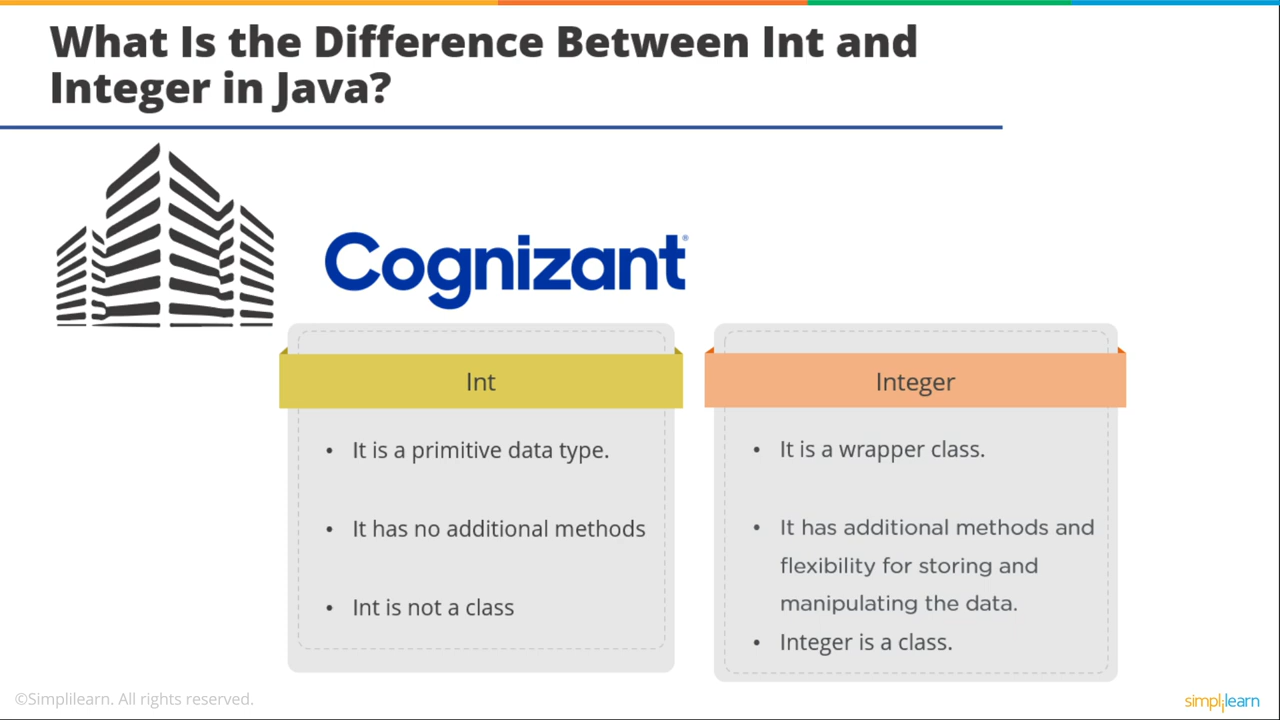 What Is the Difference Between Int and
Integer in Java?
Cognizant®
Int
• It is a primitive data type.
• It has no additional methods
• Int is not a class
Integer
• It is a wrapper class.
• It has additional methods and
flexibility for storing and
manipulating the data.
• Integer is a class.
©Simplilearn. All rights reserved.
simplilearn